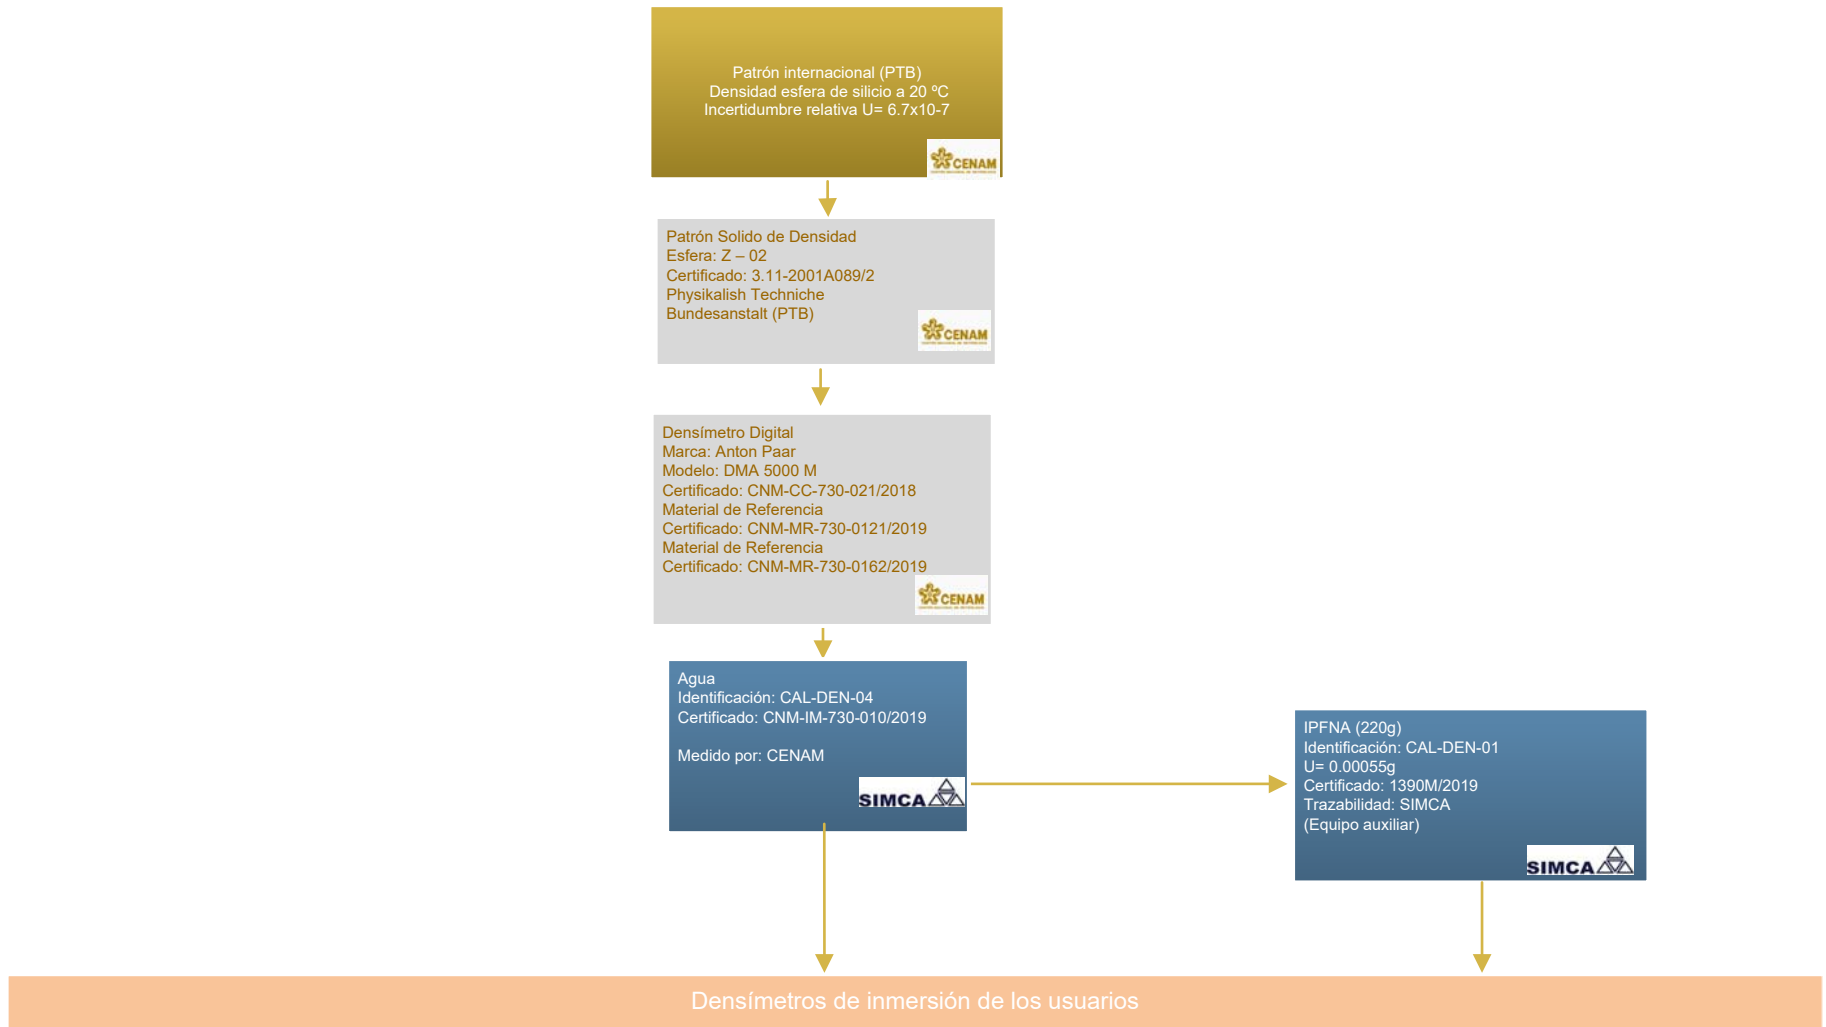 Patrón internacional (PTB)
Densidad esfera de silicio a 20 ºC
Incertidumbre relativa U= 6.7x10-7
CENAM
Patrón Solido de Densidad
Esfera: Z – 02
Certificado: 3.11-2001A089/2
Physikalish Techniche
Bundesanstalt (PTB)
CENAM
Densímetro Digital
Marca: Anton Paar
Modelo: DMA 5000 M
Certificado: CNM-CC-730-021/2018
Material de Referencia
Certificado: CNM-MR-730-0121/2019
Material de Referencia
Certificado: CNM-MR-730-0162/2019
CENAM
Agua
Identificación: CAL-DEN-04
Certificado: CNM-IM-730-010/2019
Medido por: CENAM
SIMCA
IPFNA (220g)
Identificación: CAL-DEN-01
U= 0.00055g
Certificado: 1390M/2019
Trazabilidad: SIMCA
(Equipo auxiliar)
SIMCA
Densímetros de inmersión de los usuarios